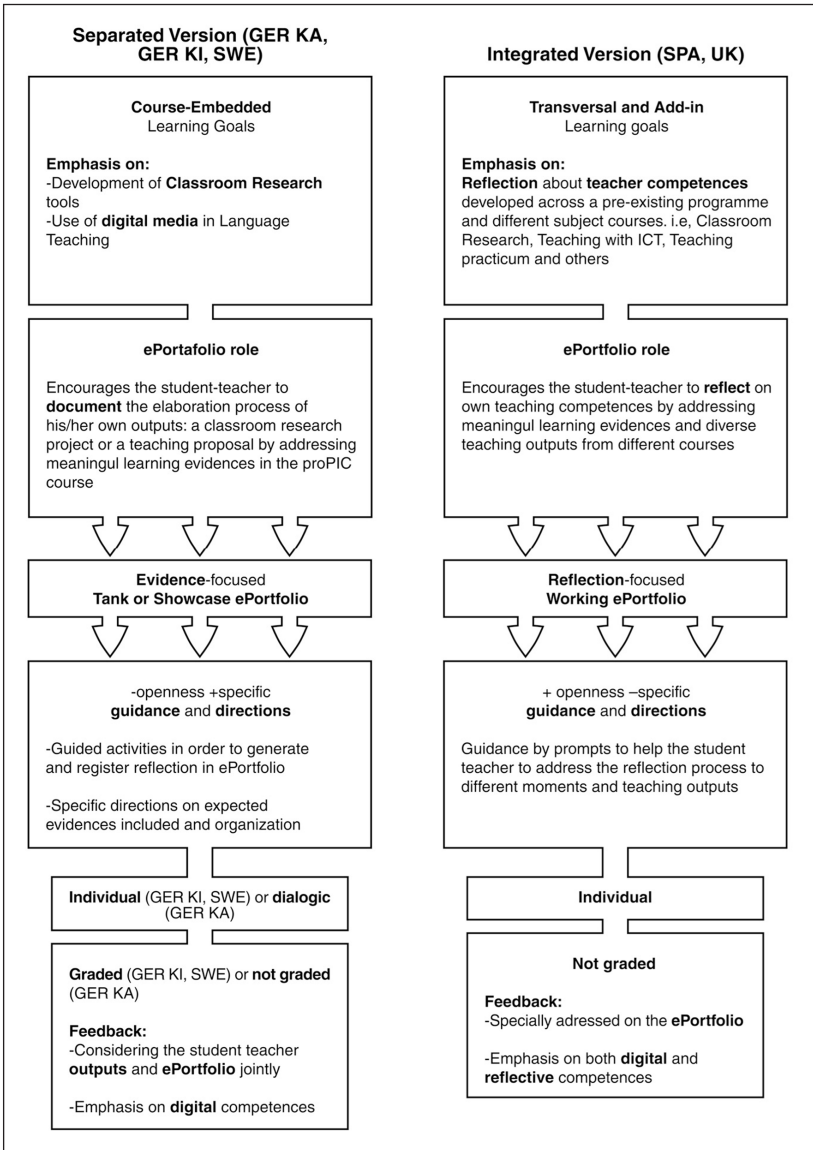 Separated Version (GER KA,
GER KI, SWE)
Course-Embedded
Learning Goals
Emphasis on:
-Development of Classroom Research
tools
-Use of digital media in Language
Teaching
ePortafolio role
Encourages the student-teacher to
document the elaboration process of
his/her own outputs: a classroom research
project or a teaching proposal by addressing
meaningul learning evidences in the proPIC
course
Evidence-focused
Tank or Showcase ePortfolio
-openness +specific
guidance and directions
-Guided activities in order to generate
and register reflection in ePortfolio
-Specific directions on expected
evidences included and organization
Individual (GER KI, SWE) or dialogic
(GER KA)
Graded (GER KI, SWE) or not graded
(GER KA)
Feedback:
-Considering the student teacher
outputs and ePortfolio jointly
-Emphasis on digital competences
Integrated Version (SPA, UK)
Transversal and Add-in
Learning goals
Emphasis on:
Reflection about teacher competences
developed across a pre-existing programme
and different subject courses. i.e, Classroom
Research, Teaching with ICT, Teaching
practicum and others
ePortfolio role
Encourages the student-teacher to reflect on
own teaching competences by addressing
meaningul learning evidences and diverse
teaching outputs from different courses
Reflection-focused
Working ePortfolio
+ openness –specific
guidance and directions
Guidance by prompts to help the student
teacher to address the reflection process to
different moments and teaching outputs
Individual
Not graded
Feedback:
-Specially adressed on the ePortfolio
-Emphasis on both digital and
reflective competences